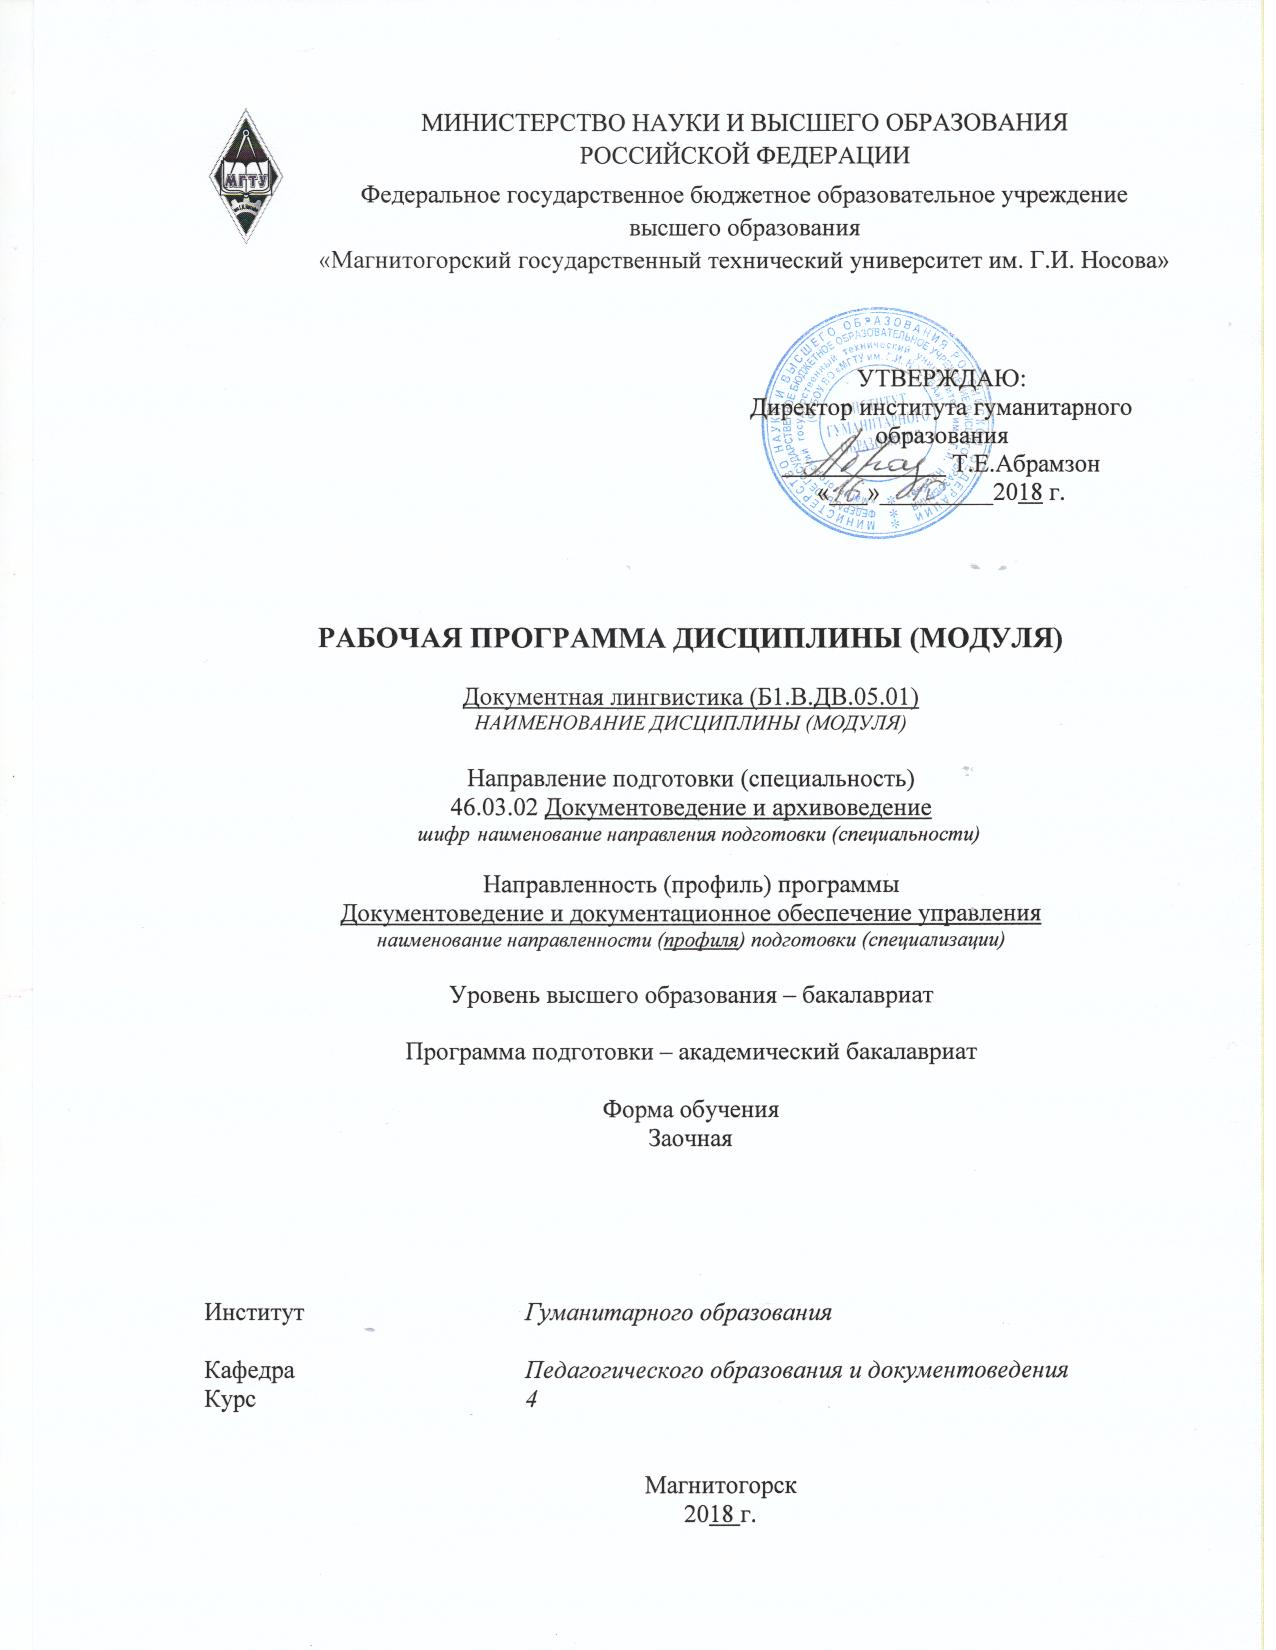 МИНИСТЕРСТВО НАУКИ И ВЫСШЕГО ОБРАЗОВАНИЯ
РОССИЙСКОЙ ФЕДЕРАЦИИ
Федеральное государственное бюджетное образовательное учреждение
высшего образования
«Магнитогорский государственный технический университет им. Г.И. Носова»
МГТУ
УТВЕРЖДАЮ:
Директор института гуманитарного
образования
Т.Е.Абрамзон
«16» 10 2018 г.
РАБОЧАЯ ПРОГРАММА ДИСЦИПЛИНЫ (МОДУЛЯ)
Документная лингвистика (Б1.В.ДВ.05.01)
НАИМЕНОВАНИЕ ДИСЦИПЛИНЫ (МОДУЛЯ)
Направление подготовки (специальность)
46.03.02 Документоведение и архивоведение
шифр наименование направления подготовки (специальности)
Направленность (профиль) программы
Документоведение и документационное обеспечение управления
наименование направленности (профиля) подготовки (специализации)
Уровень высшего образования – бакалавриат
Программа подготовки – академический бакалавриат
Форма обучения
Заочная
Институт Гуманитарного образования
Кафедра Педагогического образования и документоведения
Курс 4
Магнитогорск
2018 г.